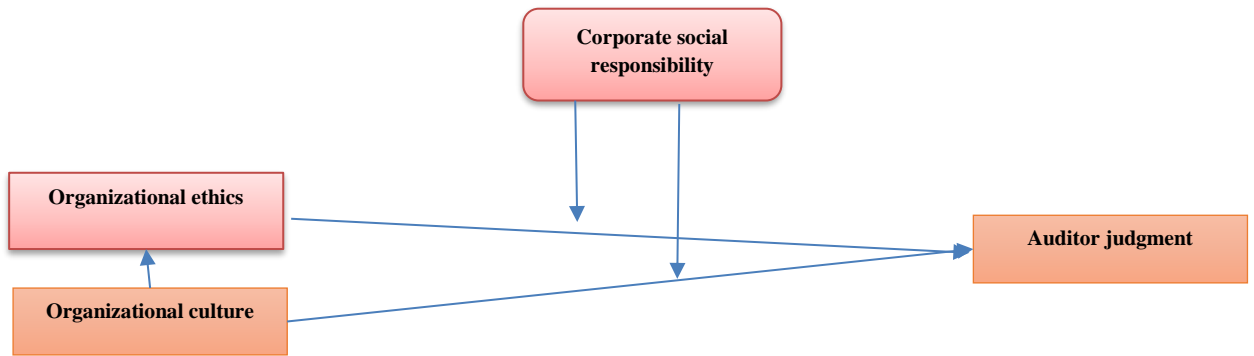 Corporate social
responsibility
Organizational ethics
Auditor judgment
Organizational culture